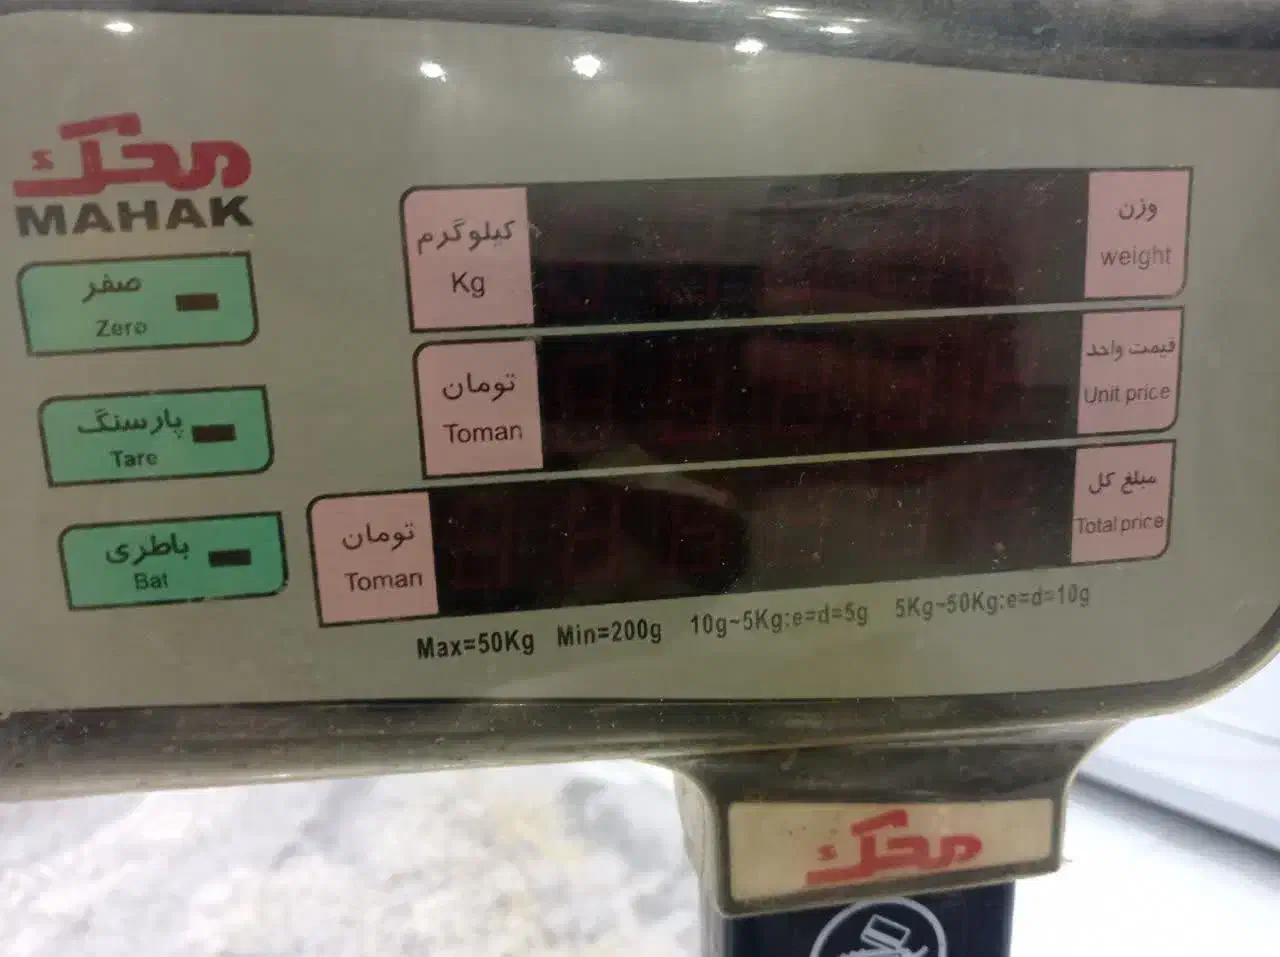 محک
MAHAK
صفر
Zero
پارسنگ
Tare
باطری
Bat
کیلوگرم
Kg
وزن
weight
تومان
Toman
قیمت واحد
Unit price
تومان
Toman
مبلغ کل
Total price
Max=50Kg Min=200g 10g~5Kg:e=d=5g 5Kg~50Kg:e=d=10g
محک